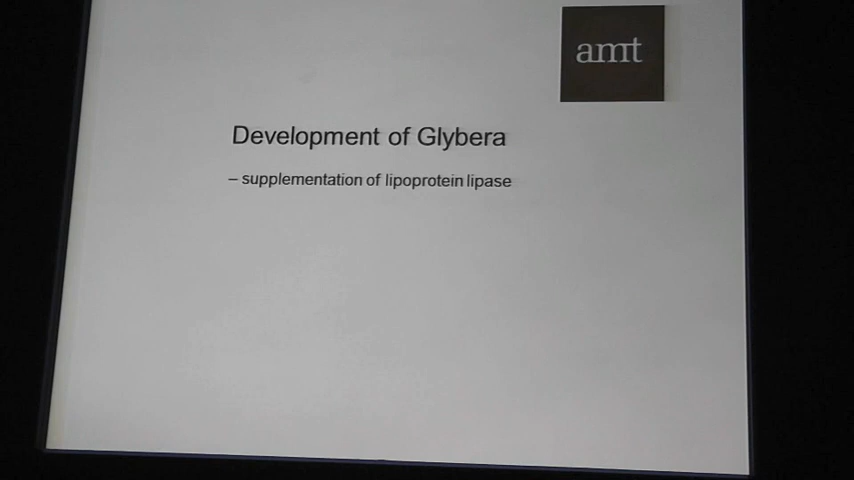 amt
Development of Glybera
– supplementation of lipoprotein lipase